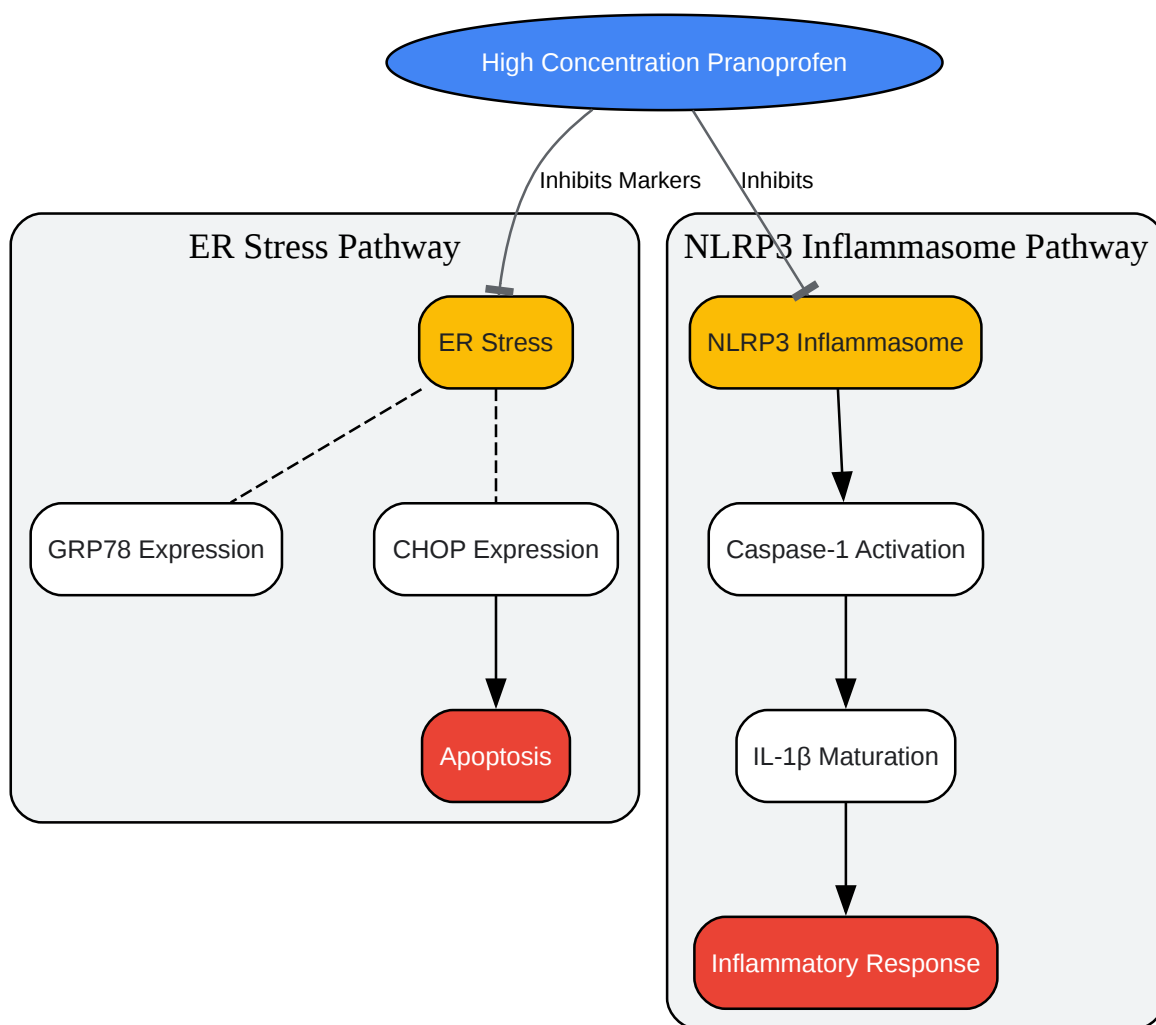 High Concentration Pranoprofen
Inhibits Markers
Inhibits
ER Stress Pathway
NLRP3 Inflammasome Pathway
ER Stress
NLRP3 Inflammasome
GRP78 Expression
CHOP Expression
Caspase-1 Activation
Apoptosis
IL-1β Maturation
Inflammatory Response